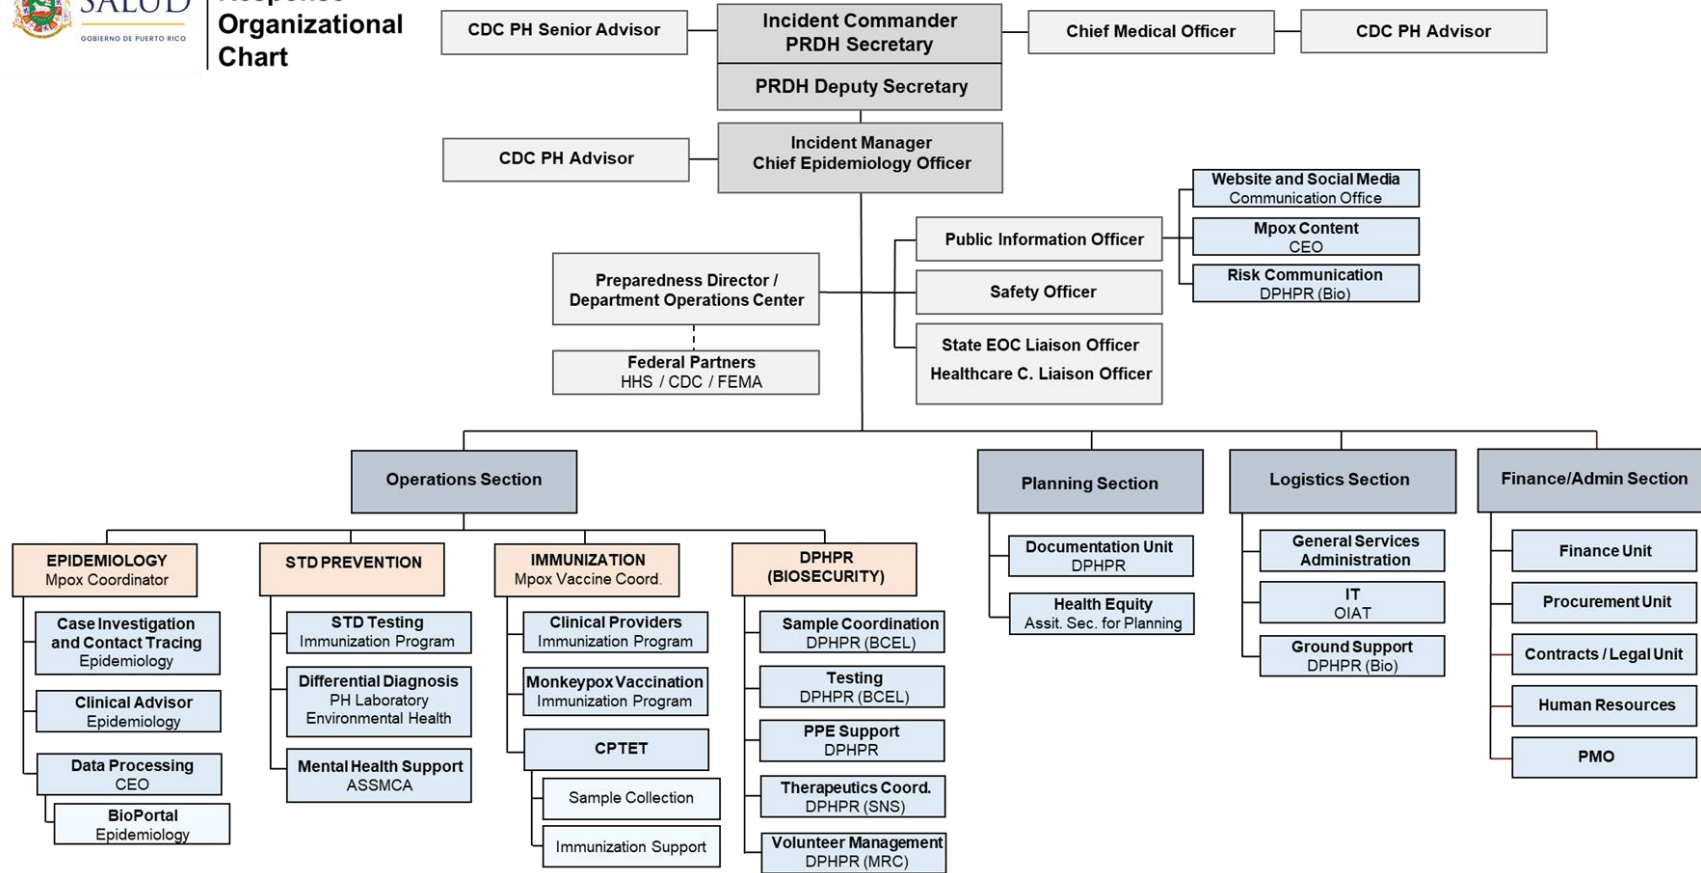 SALUD
GOBIERNO DE PUERTO RICO
Response
Organizational
Chart
CDC PH Senior Advisor
Incident Commander
PRDH Secretary
Chief Medical Officer
CDC PH Advisor
PRDH Deputy Secretary
CDC PH Advisor
Incident Manager
Chief Epidemiology Officer
Public Information Officer
Website and Social Media
Communication Office
Mpox Content
CEO
Risk Communication
DPHPR (Bio)
Preparedness Director /
Department Operations Center
Safety Officer
Federal Partners
HHS / CDC / FEMA
State EOC Liaison Officer
Healthcare C. Liaison Officer
Operations Section
Planning Section
Logistics Section
Finance/Admin Section
EPIDEMIOLOGY
Mpox Coordinator
Case Investigation
and Contact Tracing
Epidemiology
Clinical Advisor
Epidemiology
Data Processing
CEO
BioPortal
Epidemiology
STD PREVENTION
STD Testing
Immunization Program
Differential Diagnosis
PH Laboratory
Environmental Health
Mental Health Support
ASSMCA
IMMUNIZATION
Mpox Vaccine Coord.
Clinical Providers
Immunization Program
Monkeypox Vaccination
Immunization Program
CPTET
Sample Collection
Immunization Support
DPHPR
(BIOSECURITY)
Sample Coordination
DPHPR (BCEL)
Testing
DPHPR (BCEL)
PPE Support
DPHPR
Therapeutics Coord.
DPHPR (SNS)
Volunteer Management
DPHPR (MRC)
Documentation Unit
DPHPR
Health Equity
Assit. Sec. for Planning
General Services
Administration
IT
OIAT
Ground Support
DPHPR (Bio)
Finance Unit
Procurement Unit
Contracts / Legal Unit
Human Resources
PMO